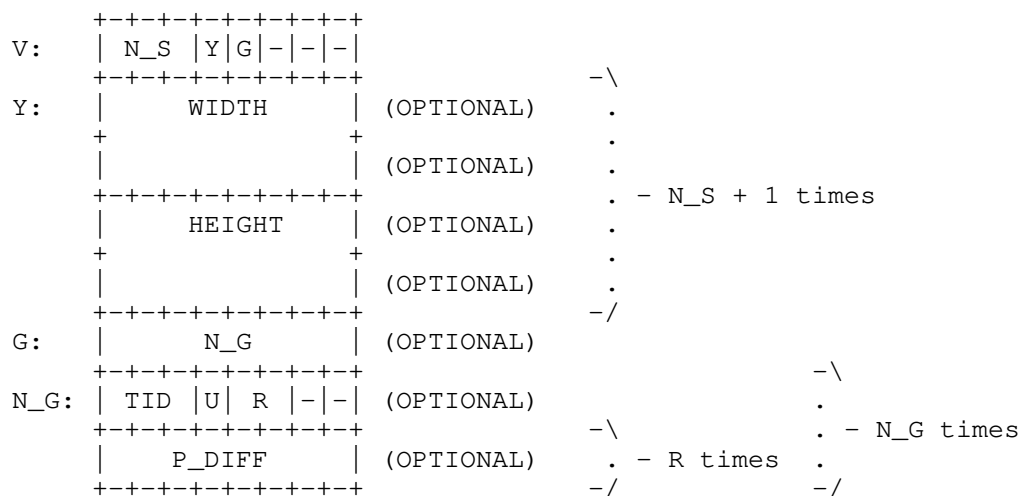 +-+-+-+-+-+-+-+-+
V:   | N_S |Y|G|-|-|-|
     +-+-+-+-+-+-+-+-+              -\
Y:   |     WIDTH     | (OPTIONAL)    .
     +               +               .
     |               | (OPTIONAL)    .
     +-+-+-+-+-+-+-+-+               . - N_S + 1 times
     |     HEIGHT    | (OPTIONAL)    .
     +               +               .
     |               | (OPTIONAL)    .
     +-+-+-+-+-+-+-+-+              -/
G:   |      N_G      | (OPTIONAL)
     +-+-+-+-+-+-+-+-+                            -\
N_G: | TID |U| R |-|-| (OPTIONAL)                 .
     +-+-+-+-+-+-+-+-+              -\            . - N_G times
     |    P_DIFF     | (OPTIONAL)    . - R times  .
     +-+-+-+-+-+-+-+-+              -/            -/